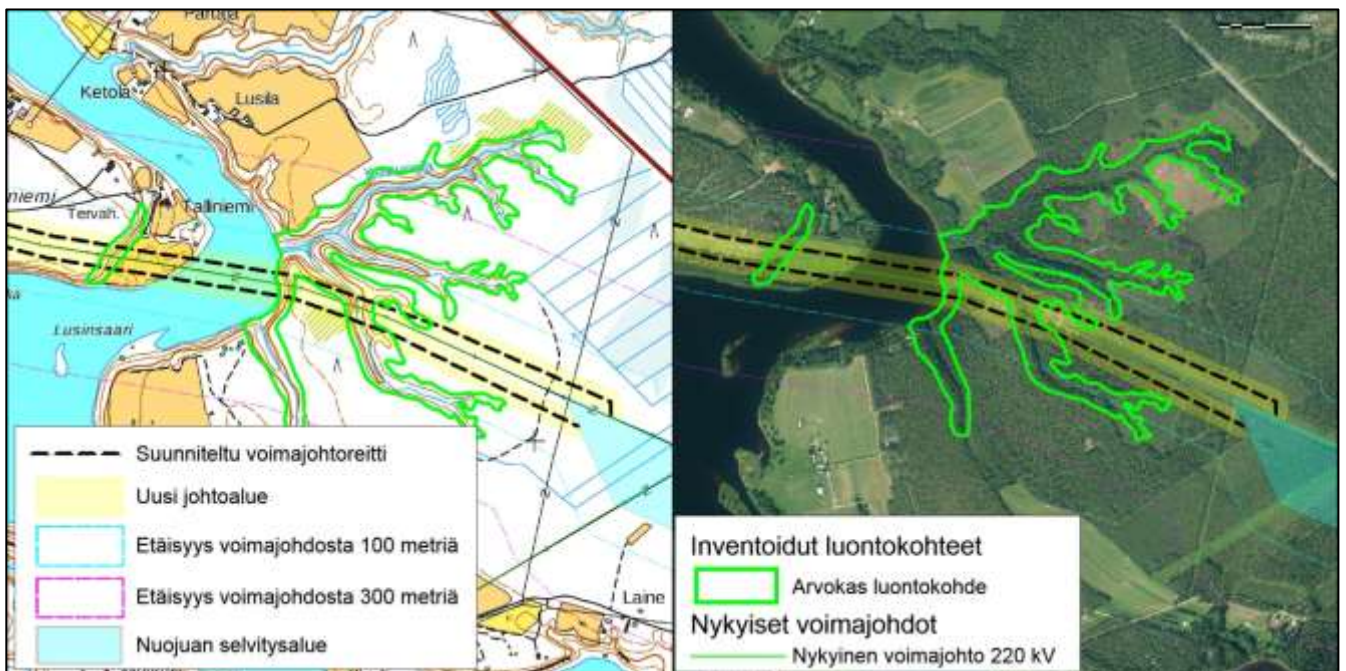 Ketola
Lusila
Talliniemi
niemi
Tervah.
Lusinsaari
Laine
Suunniteltu voimajohtoreitti
Uusi johtoalue
Etäisyys voimajohdosta 100 metriä
Etäisyys voimajohdosta 300 metriä
Nuojuan selvitysalue
Inventoidut luontokohteet
Arvokas luontokohde
Nykyiset voimajohdot
Nykyinen voimajohto 220 kV